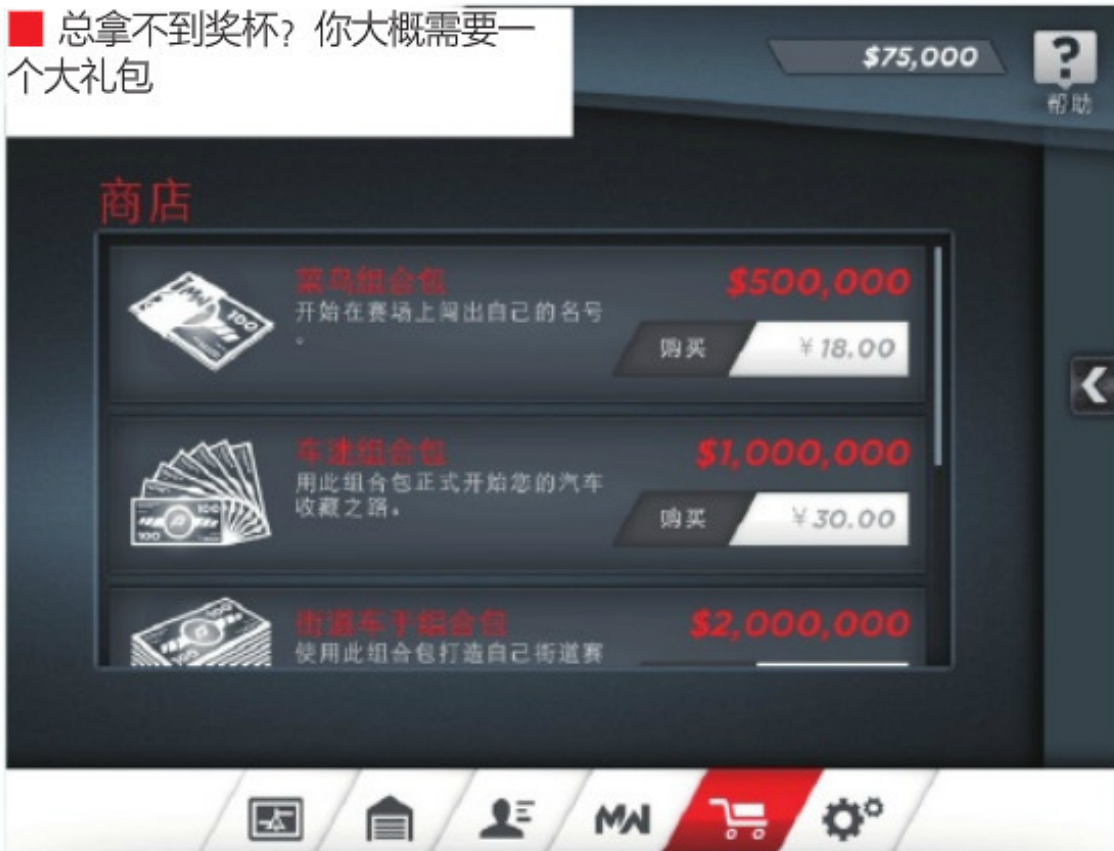 总拿不到奖杯？你大概需要一
个大礼包
$75,000
?
帮助
商店
菜鸟组合包
$500,000
开始在赛场上闯出自己的名号
。
购买
¥18.00
车迷组合包
$1,000,000
用此组合包正式开始您的汽车
收藏之路。
购买
¥30.00
街道车手组合包
$2,000,000
使用此组合包打造自己街道赛
MW